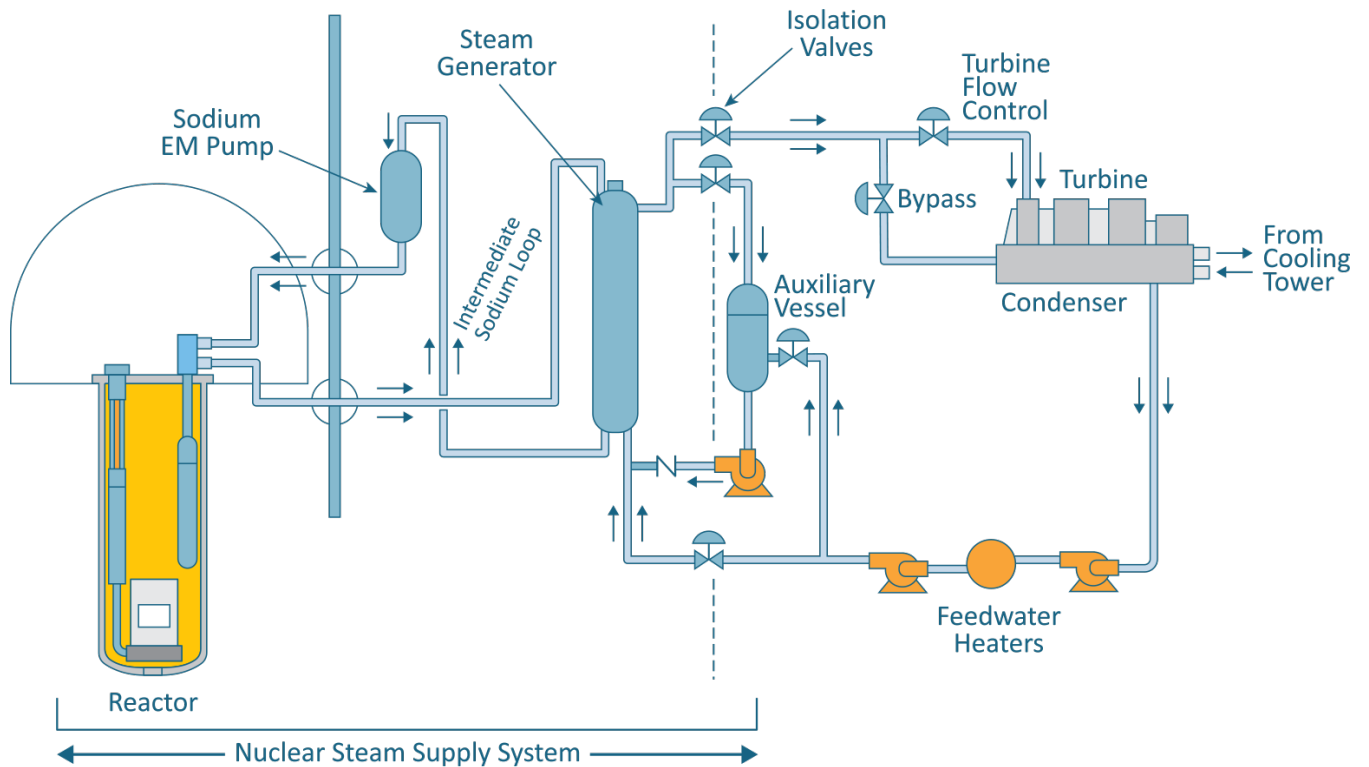 Isolation
Valves
Steam
Generator
Turbine
Flow
Control
Sodium
EM Pump
Turbine
Bypass
From
Cooling
Tower
Intermediate
Sodium Loop
Auxiliary
Vessel
Condenser
Feedwater
Heaters
Reactor
Nuclear Steam Supply System